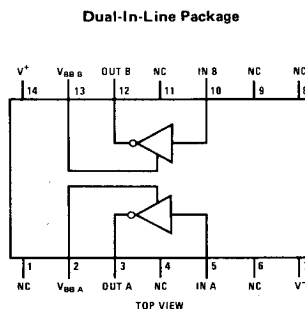 Dual-In-Line Package
V+ VBB B OUT B NC IN B NC NC
14 13 12 11 10 9 8
1 2 3 4 5 6 7
NC VBB A OUT A NC IN A NC V−
TOP VIEW